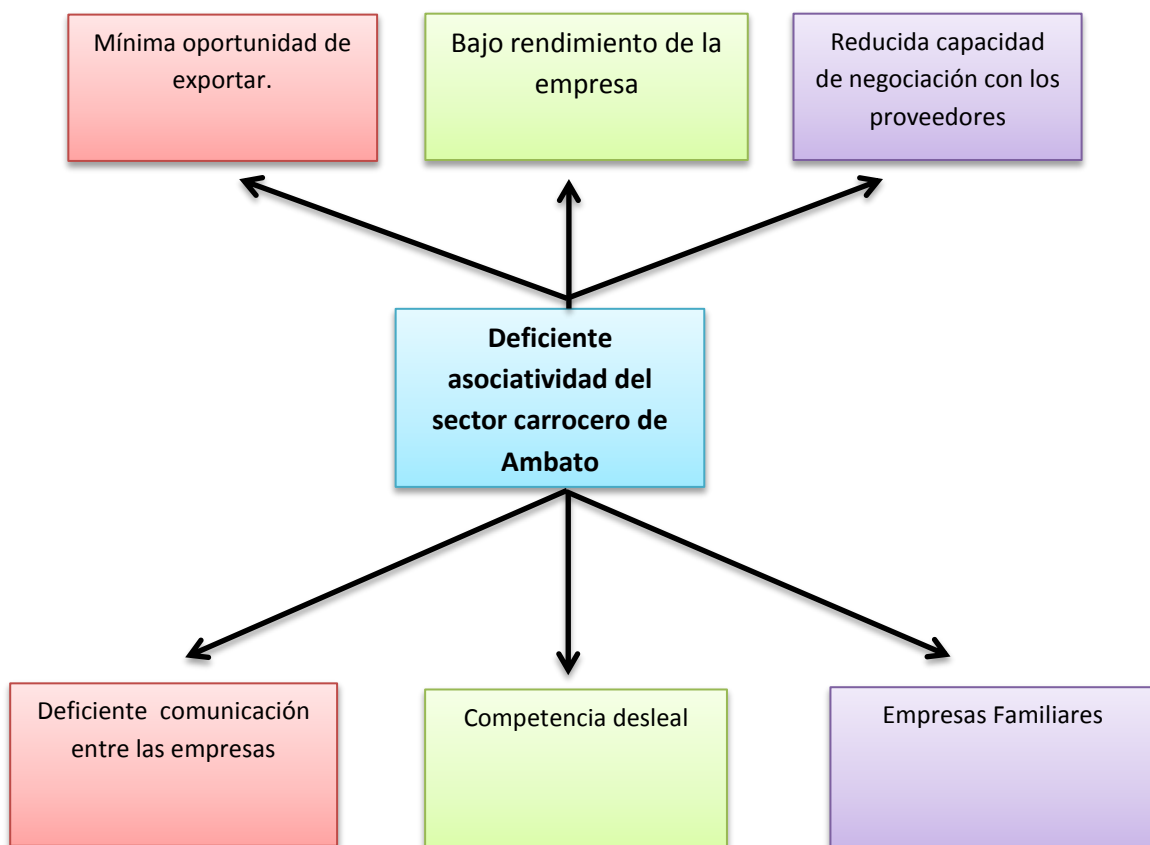 Mínima oportunidad de
exportar.
Bajo rendimiento de la
empresa
Reducida capacidad
de negociación con los
proveedores
Deficiente
asociatividad del
sector carrocero de
Ambato
Deficiente  comunicación
entre las empresas
Competencia desleal
Empresas Familiares